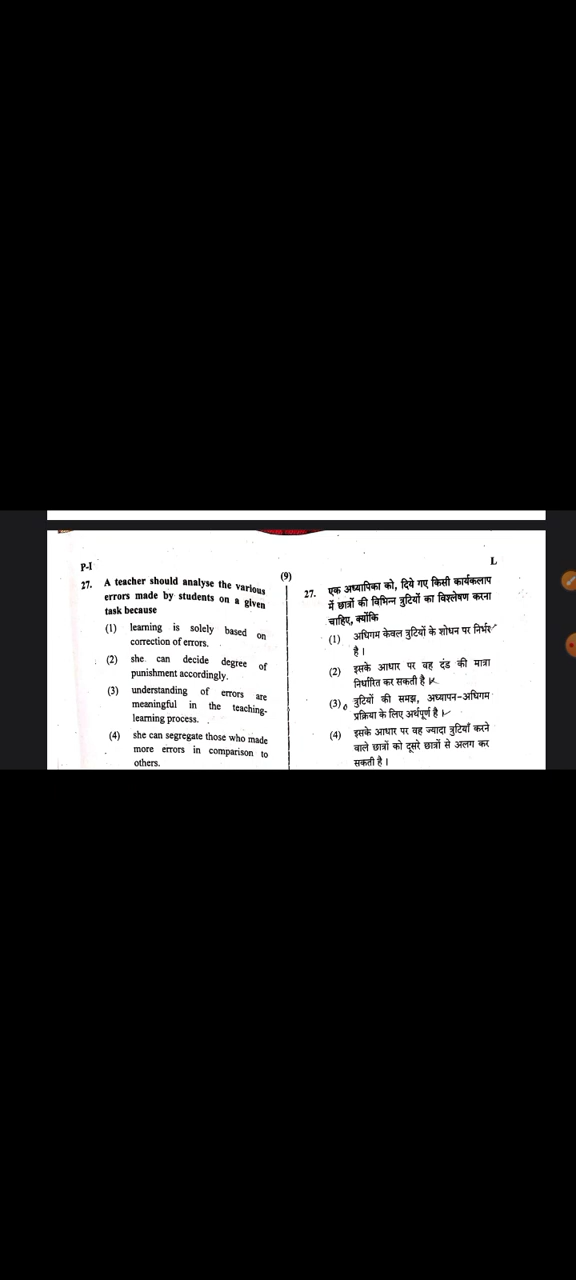 P-I
(9)
L
27. A teacher should analyse the various
errors made by students on a given
task because
(1) learning is solely based on
correction of errors.
(2) she can decide degree of
punishment accordingly.
(3) understanding of errors are
meaningful in the teaching-
learning process.
(4) she can segregate those who made
more errors in comparison to
others.
27. एक अध्यापिका को, दिये गए किसी कार्यकलाप
में छात्रों की विभिन्न त्रुटियों का विश्लेषण करना
चाहिए, क्योंकि
(1) अधिगम केवल त्रुटियों के शोधन पर निर्भर
है।
(2) इसके आधार पर वह दंड की मात्रा
निर्धारित कर सकती है।
(3) त्रुटियों की समझ, अध्यापन-अधिगम
प्रक्रिया के लिए अर्थपूर्ण है।
(4) इसके आधार पर वह ज्यादा त्रुटियाँ करने
वाले छात्रों को दूसरे छात्रों से अलग कर
सकती है।